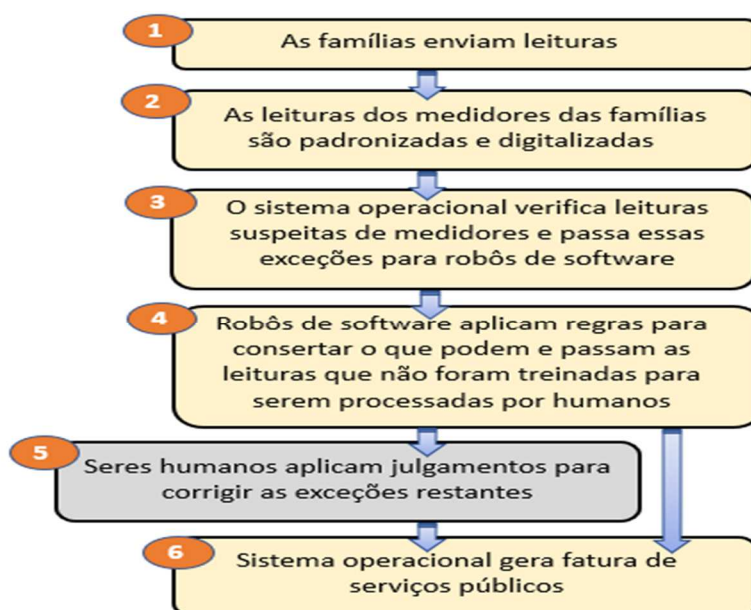 1
As famílias enviam leituras
2
As leituras dos medidores das famílias
são padronizadas e digitalizadas
3
O sistema operacional verifica leituras
suspeitas de medidores e passa essas
exceções para robôs de software
4
Robôs de software aplicam regras para
consertar o que podem e passam as
leituras que não foram treinadas para
serem processadas por humanos
5
Seres humanos aplicam julgamentos para
corrigir as exceções restantes
6
Sistema operacional gera fatura de
serviços públicos